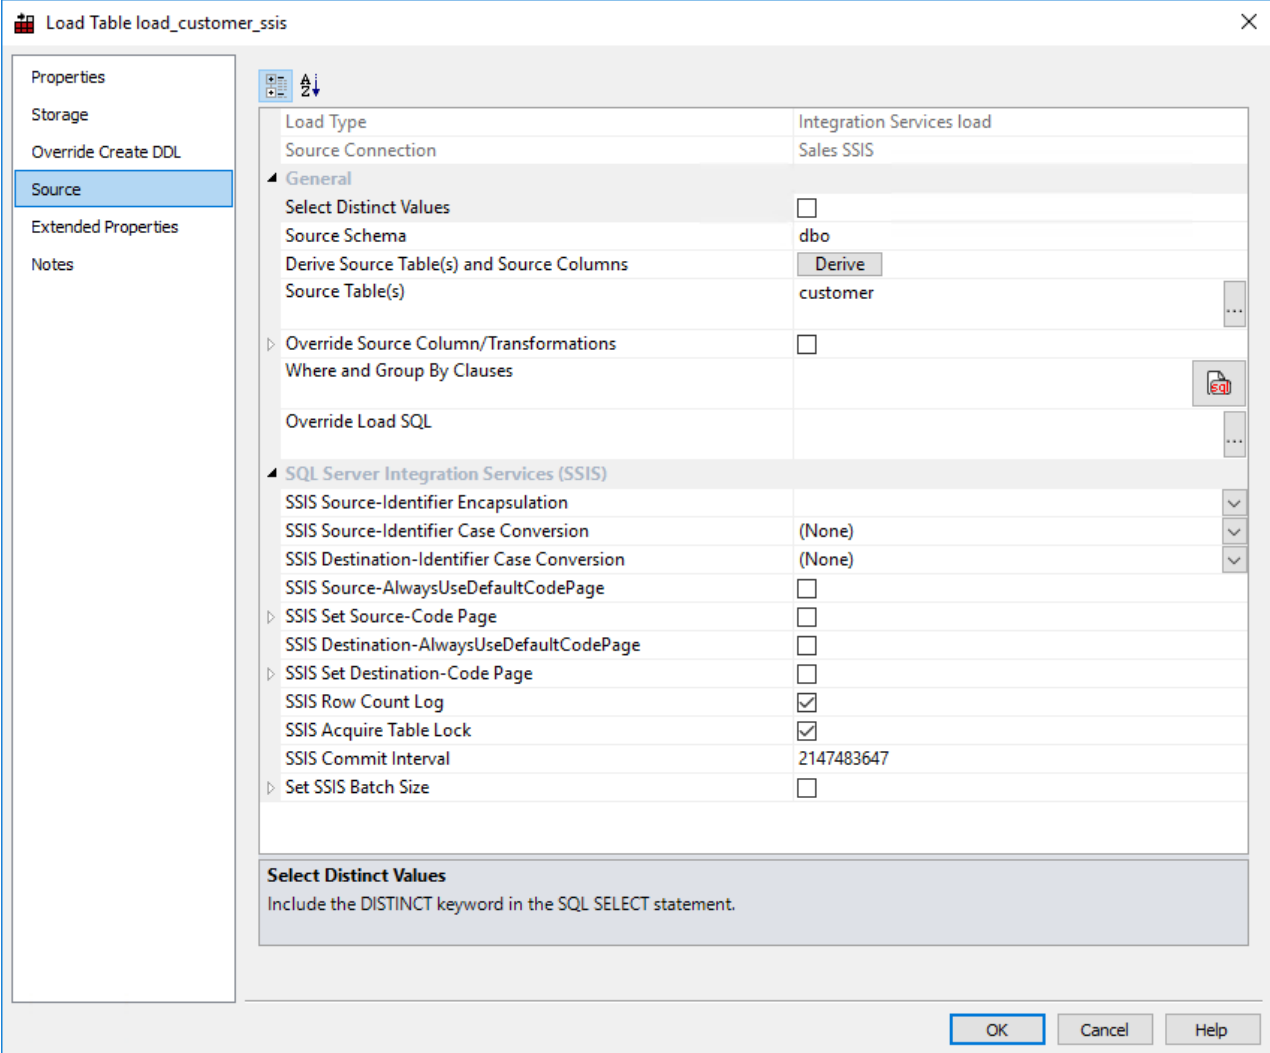 Load Table load_customer_ssis
Properties
Storage
Override Create DDL
Source
Extended Properties
Notes
Load Type Integration Services load
Source Connection Sales SSIS
General
Select Distinct Values
Source Schema dbo
Derive Source Table(s) and Source Columns Derive
Source Table(s) customer
...
Override Source Column/Transformations
Where and Group By Clauses
sql
Override Load SQL
...
SQL Server Integration Services (SSIS)
SSIS Source-Identifier Encapsulation
SSIS Source-Identifier Case Conversion (None)
SSIS Destination-Identifier Case Conversion (None)
SSIS Source-AlwaysUseDefaultCodePage
SSIS Set Source-Code Page
SSIS Destination-AlwaysUseDefaultCodePage
SSIS Set Destination-Code Page
SSIS Row Count Log
SSIS Acquire Table Lock
SSIS Commit Interval 2147483647
Set SSIS Batch Size
Select Distinct Values
Include the DISTINCT keyword in the SQL SELECT statement.
OK Cancel Help